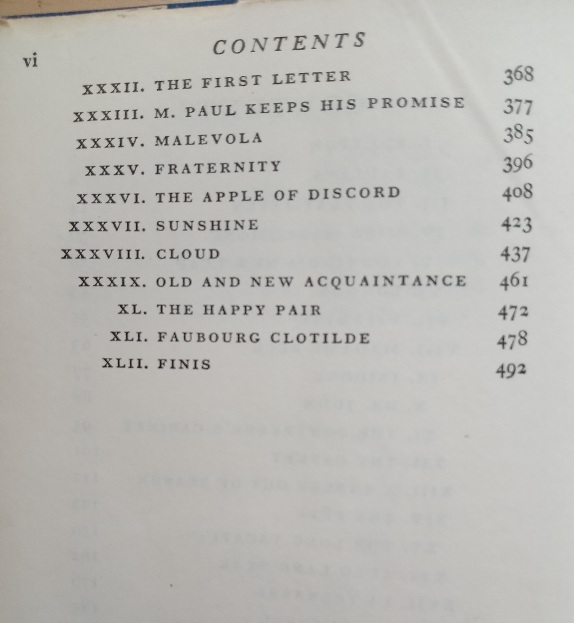 vi
CONTENTS
XXXII. THE FIRST LETTER 368
XXXIII. M. PAUL KEEPS HIS PROMISE 377
XXXIV. MALEVOLA 385
XXXV. FRATERNITY 396
XXXVI. THE APPLE OF DISCORD 408
XXXVII. SUNSHINE 423
XXXVIII. CLOUD 437
XXXIX. OLD AND NEW ACQUAINTANCE 461
XL. THE HAPPY PAIR 472
XLI. FAUBOURG CLOTILDE 478
XLII. FINIS 492